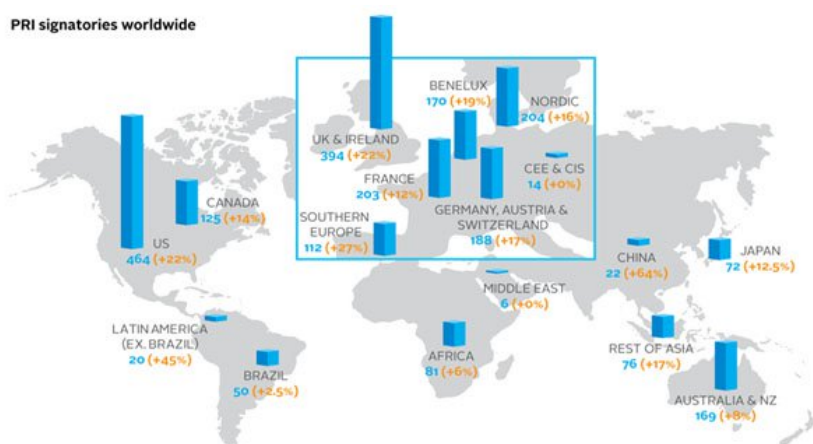 PRI signatories worldwide
BENELUX
170 (+19%)
NORDIC
204 (+16%)
UK & IRELAND
394 (+22%)
FRANCE
203 (+12%)
CEE & CIS
14 (+0%)
GERMANY, AUSTRIA &
SWITZERLAND
188 (+17%)
SOUTHERN
EUROPE
112 (+27%)
CANADA
125 (+14%)
US
464 (+22%)
CHINA
22 (+64%)
JAPAN
72 (+12.5%)
MIDDLE EAST
6 (+0%)
LATIN AMERICA
(EX. BRAZIL)
20 (+45%)
BRAZIL
50 (+2.5%)
AFRICA
81 (+6%)
REST OF ASIA
76 (+17%)
AUSTRALIA & NZ
169 (+8%)